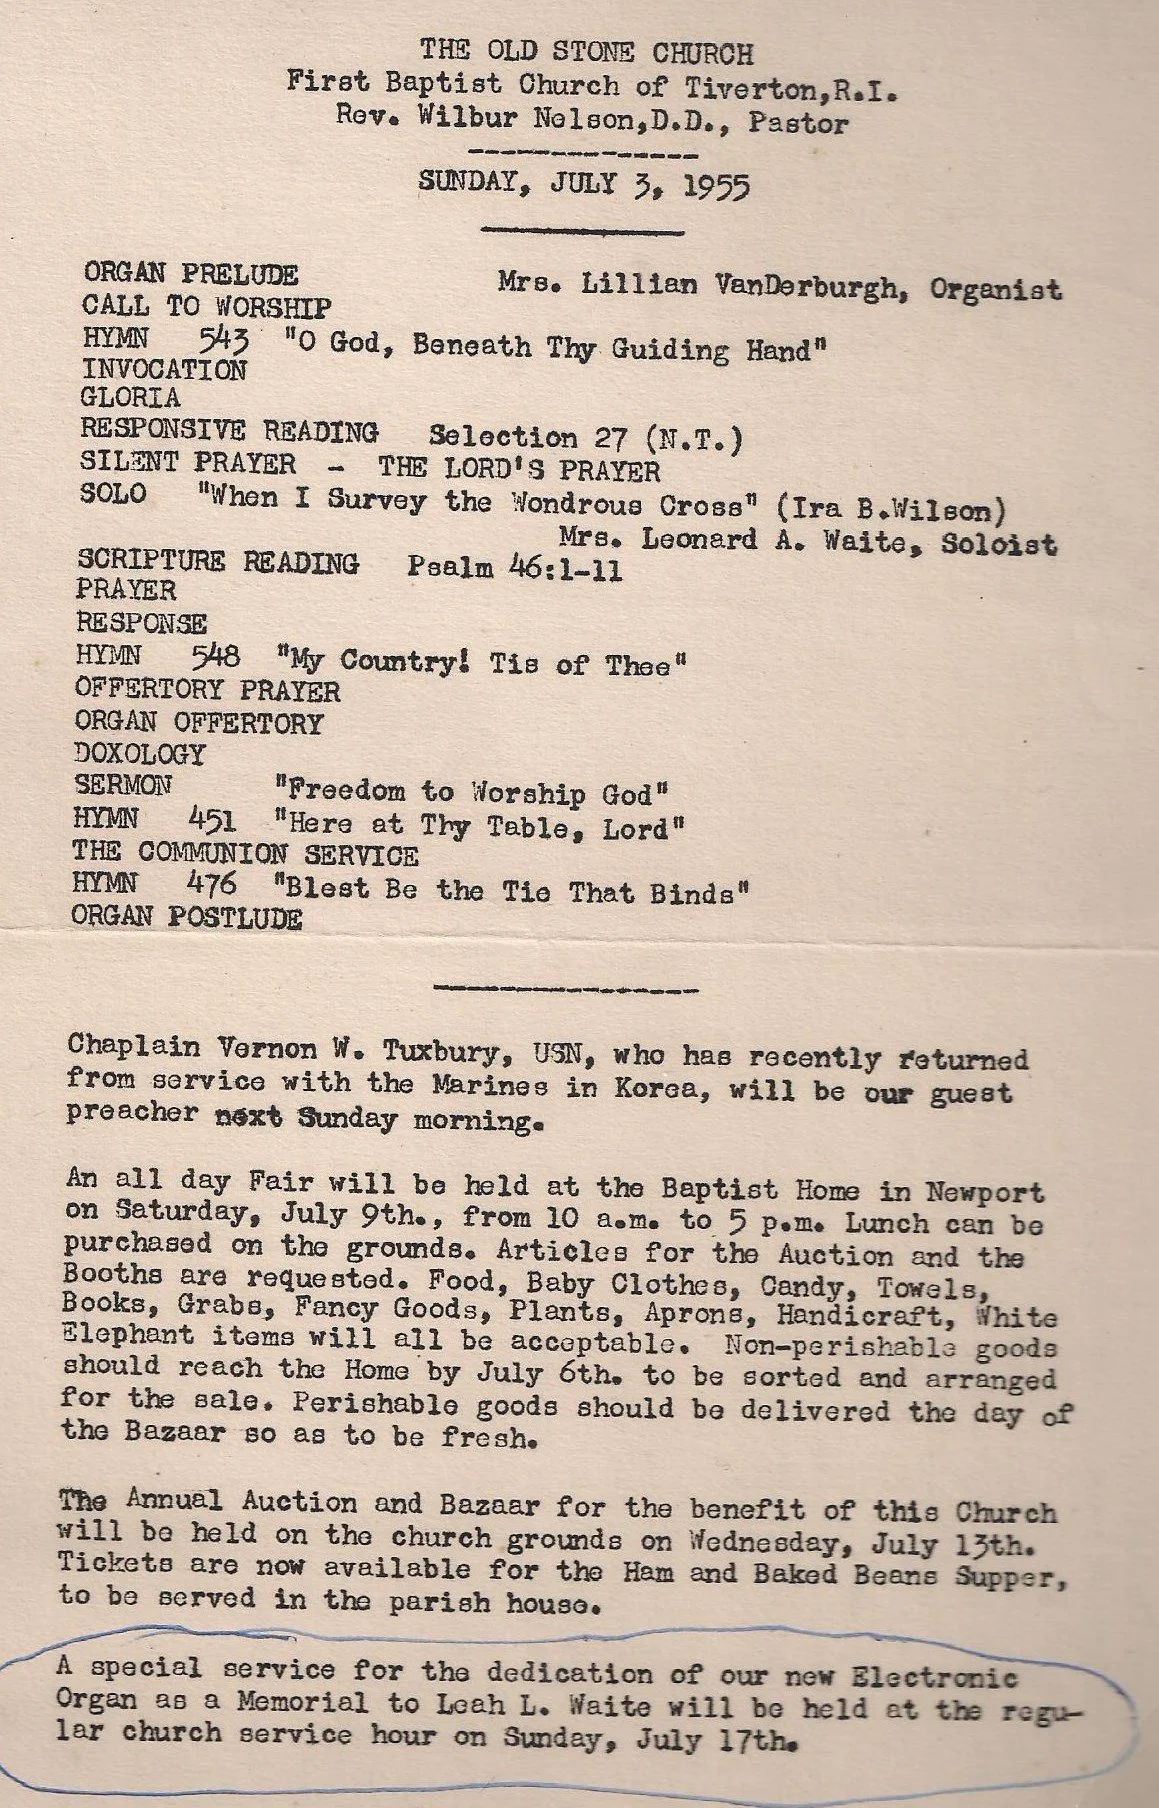 THE OLD STONE CHURCH
First Baptist Church of Tiverton,R.I.
Rev. Wilbur Nelson,D.D., Pastor
SUNDAY, JULY 3, 1955
ORGAN PRELUDE Mrs. Lillian VanDerburgh, Organist
CALL TO WORSHIP
HYMN 543 "O God, Beneath Thy Guiding Hand"
INVOCATION
GLORIA
RESPONSIVE READING Selection 27 (N.T.)
SILENT PRAYER - THE LORD'S PRAYER
SOLO "When I Survey the Wondrous Cross" (Ira B.Wilson)
Mrs. Leonard A. Waite, Soloist
SCRIPTURE READING Psalm 46:1-11
PRAYER
RESPONSE
HYMN 548 "My Country! Tis of Thee"
OFFERTORY PRAYER
ORGAN OFFERTORY
DOXOLOGY
SERMON "Freedom to Worship God"
HYMN 451 "Here at Thy Table, Lord"
THE COMMUNION SERVICE
HYMN 476 "Blest Be the Tie That Binds"
ORGAN POSTLUDE
Chaplain Vernon W. Tuxbury, USN, who has recently returned
from service with the Marines in Korea, will be our guest
preacher next Sunday morning.
An all day Fair will be held at the Baptist Home in Newport
on Saturday, July 9th., from 10 a.m. to 5 p.m. Lunch can be
purchased on the grounds. Articles for the Auction and the
Booths are requested. Food, Baby Clothes, Candy, Towels,
Books, Grabs, Fancy Goods, Plants, Aprons, Handicraft, White
Elephant items will all be acceptable. Non-perishable goods
should reach the Home by July 6th. to be sorted and arranged
for the sale. Perishable goods should be delivered the day of
the Bazaar so as to be fresh.
The Annual Auction and Bazaar for the benefit of this Church
will be held on the church grounds on Wednesday, July 13th.
Tickets are now available for the Ham and Baked Beans Supper,
to be served in the parish house.
A special service for the dedication of our new Electronic
Organ as a Memorial to Leah L. Waite will be held at the regu-
lar church service hour on Sunday, July 17th.